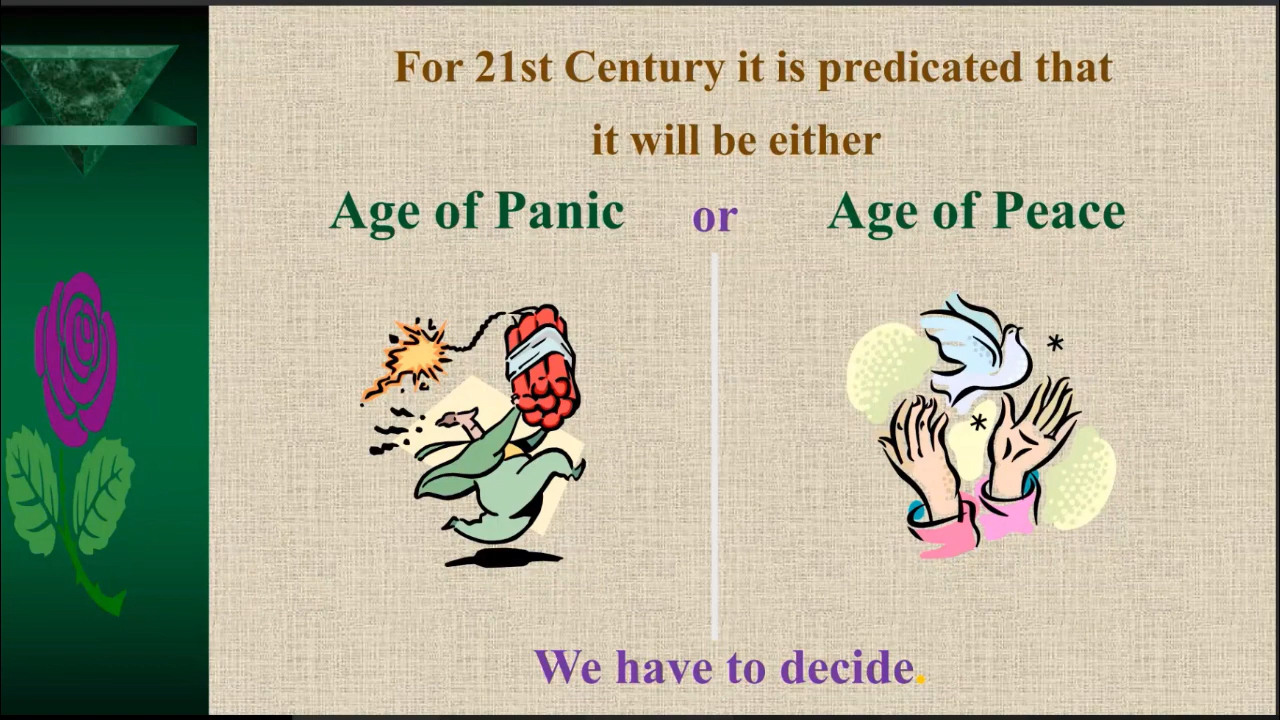 For 21st Century it is predicated that
it will be either
Age of Panic or Age of Peace
We have to decide.